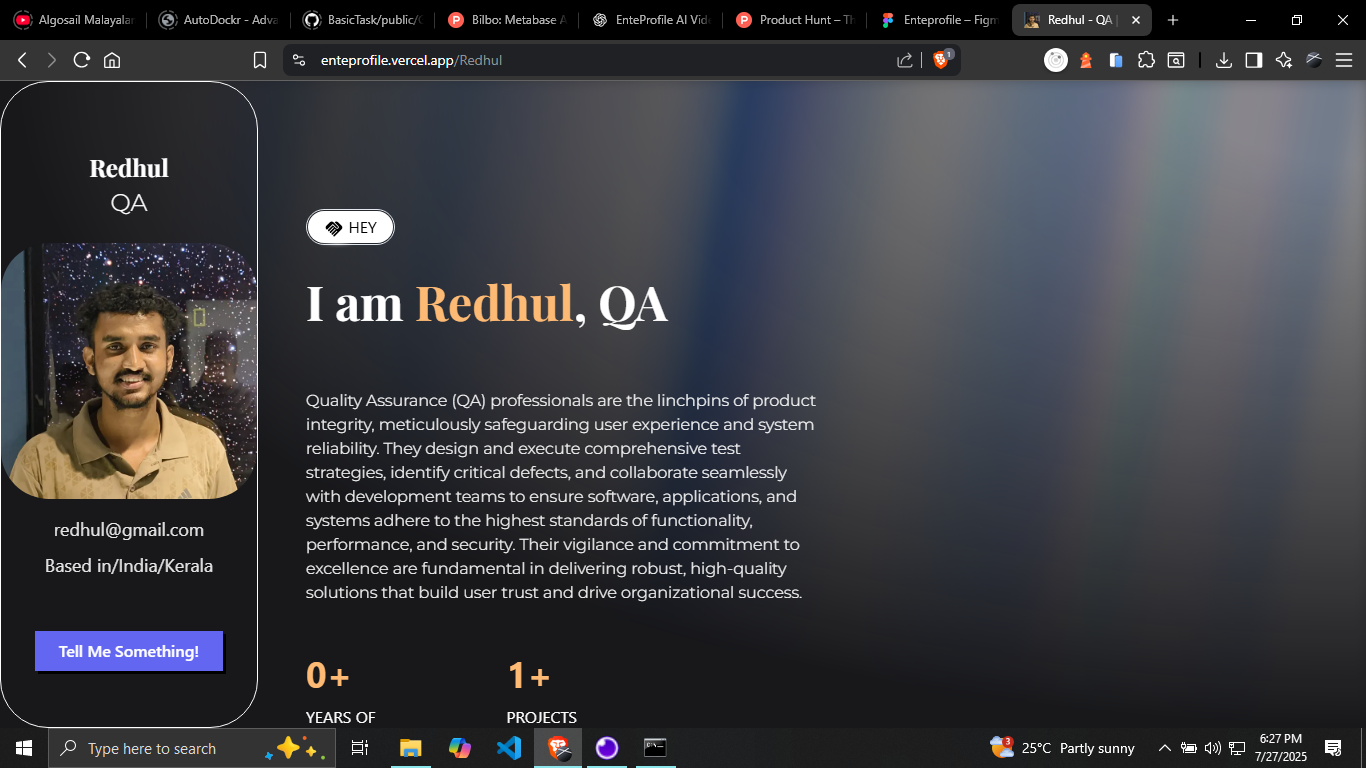 Algosail Malayalar
AutoDockr - Adva
BasicTask/public/
Bilbo: Metabase A
EnteProfile AI Vid
Product Hunt – Th
Enteprofile – Figm
Redhul - QA |
enteprofile.vercel.app/Redhul
1
Redhul
QA
redhul@gmail.com
Based in/India/Kerala
Tell Me Something!
HEY
I am Redhul, QA
Quality Assurance (QA) professionals are the linchpins of product
integrity, meticulously safeguarding user experience and system
reliability. They design and execute comprehensive test
strategies, identify critical defects, and collaborate seamlessly
with development teams to ensure software, applications, and
systems adhere to the highest standards of functionality,
performance, and security. Their vigilance and commitment to
excellence are fundamental in delivering robust, high-quality
solutions that build user trust and drive organizational success.
0+ 1+
YEARS OF PROJECTS
Type here to search
3
25°C Partly sunny
6:27 PM
7/27/2025